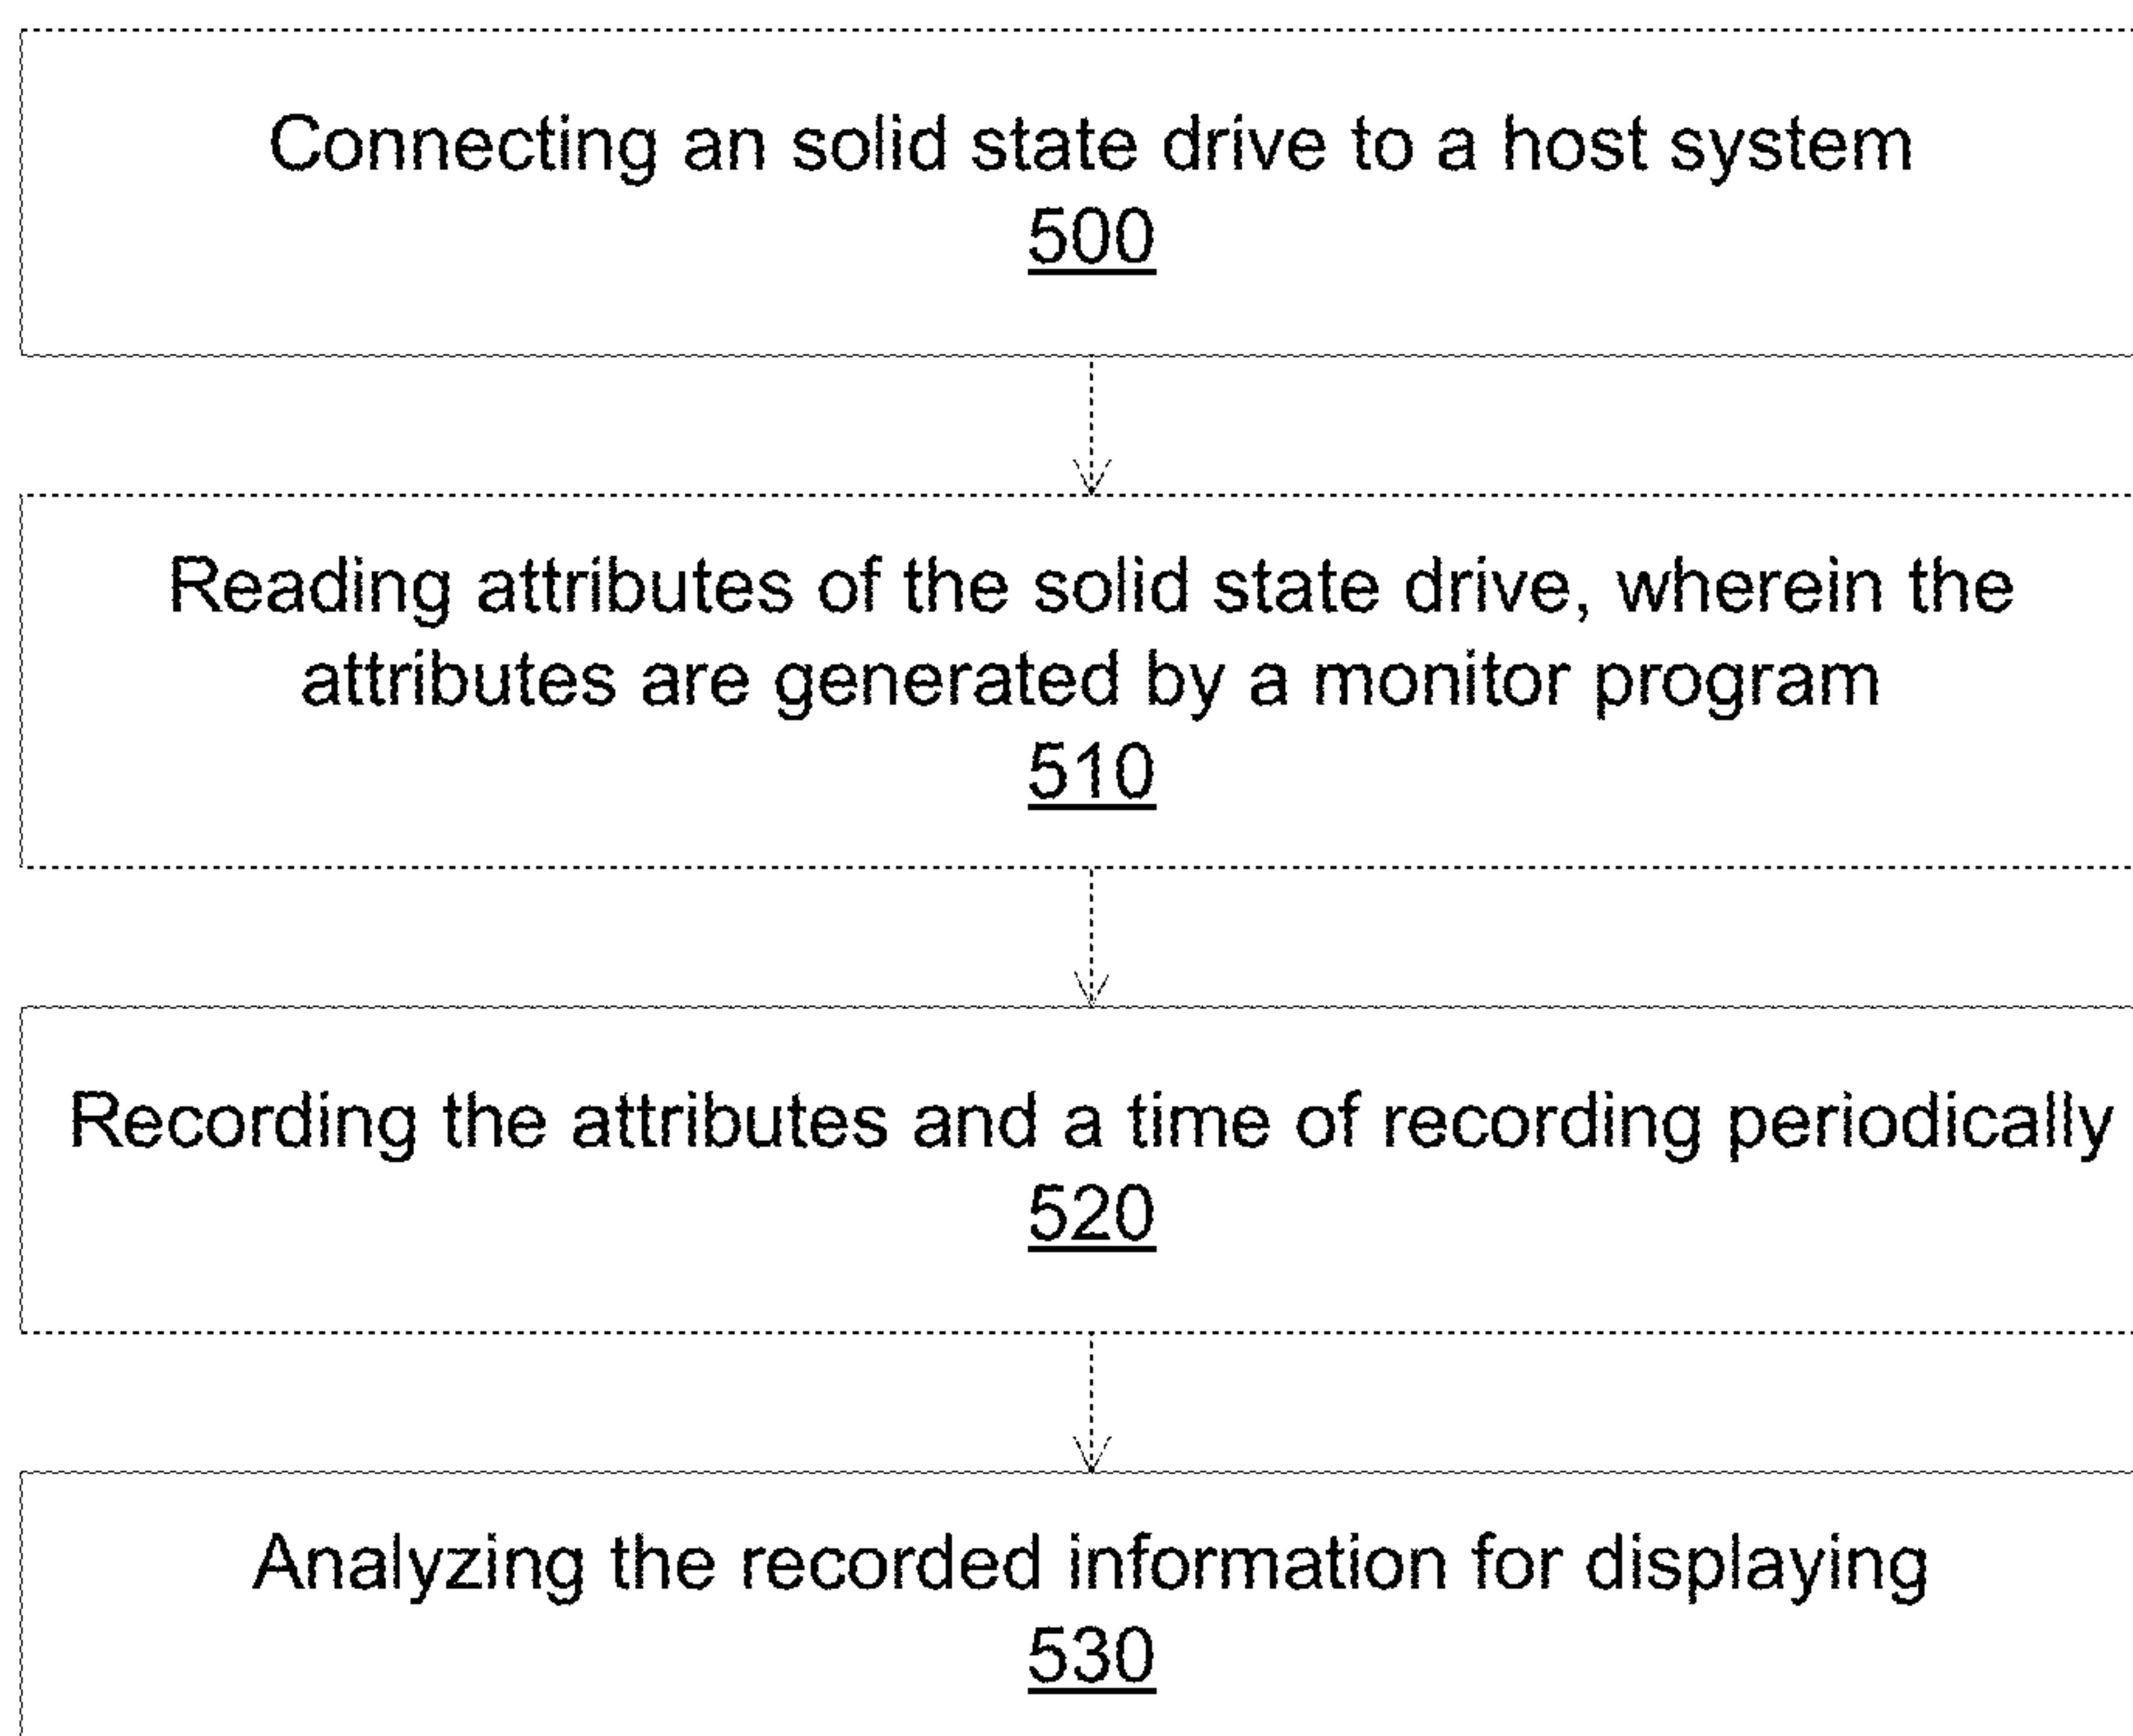 Connecting an solid state drive to a host system
500
Reading attributes of the solid state drive, wherein the
attributes are generated by a monitor program
510
Recording the attributes and a time of recording periodically
520
Analyzing the recorded information for displaying
530